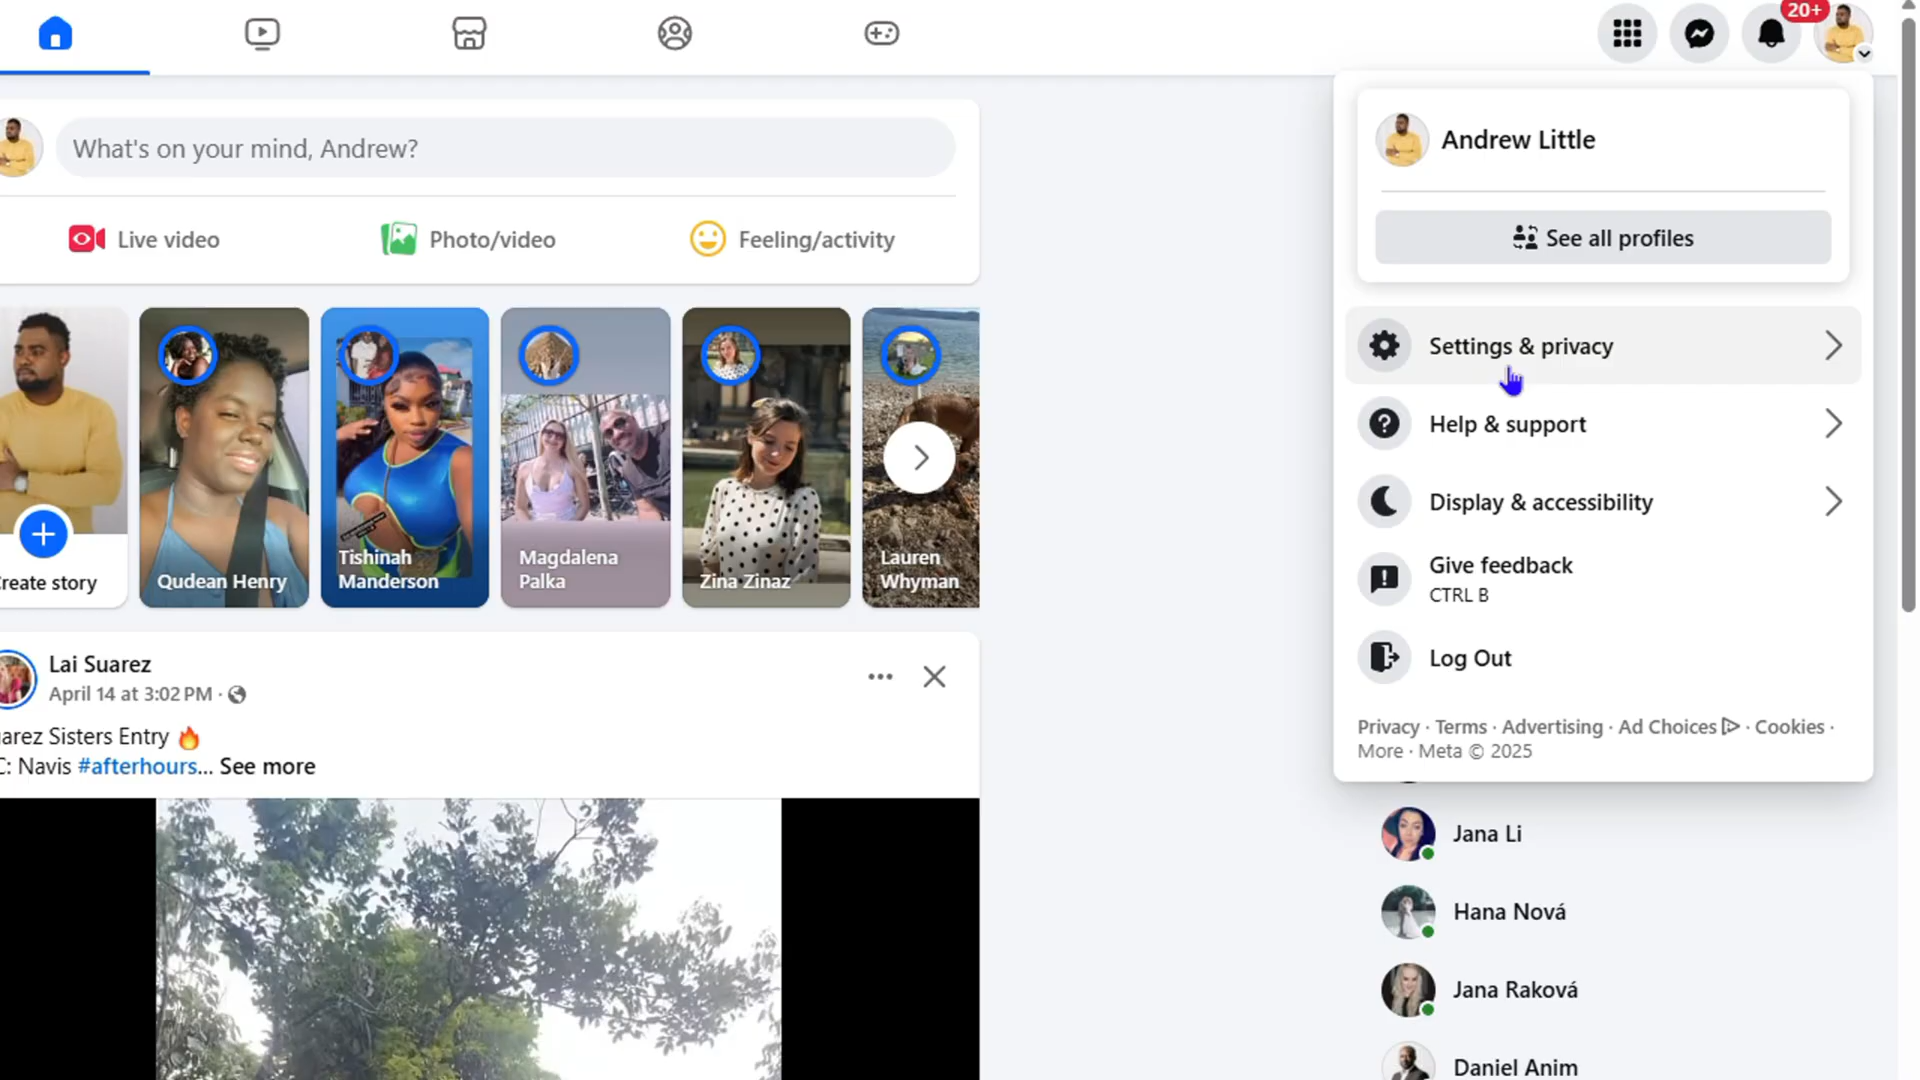 20+
What's on your mind, Andrew?
Live video
Photo/video
Feeling/activity
Create story
Qudean Henry
Tishinah
Manderson
Magdalena
Palka
Zina Zinaz
Lauren
Whyman
Lai Suarez
April 14 at 3:02 PM ·
arez Sisters Entry 🔥
C: Navis #afterhours... See more
Andrew Little
See all profiles
Settings & privacy
Help & support
Display & accessibility
Give feedback
CTRL B
Log Out
Privacy · Terms · Advertising · Ad Choices · Cookies ·
More · Meta © 2025
Jana Li
Hana Nová
Jana Raková
Daniel Anim